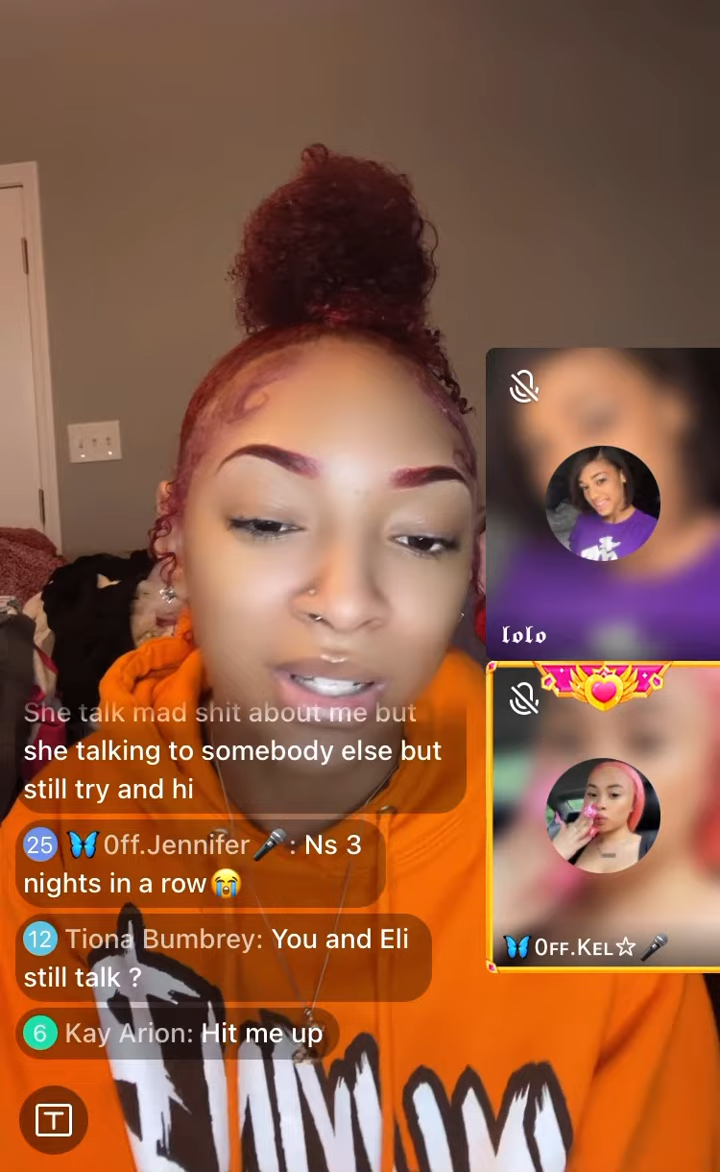 lolo
She talk mad shit about me but
she talking to somebody else but
still try and hi
25 🦋 0ff.Jennifer 🎤 : Ns 3
nights in a row😭
🦋 0FF.KEL☆ 🎤
12 Tiona Bumbrey: You and Eli
still talk ?
6 Kay Arion: Hit me up
T